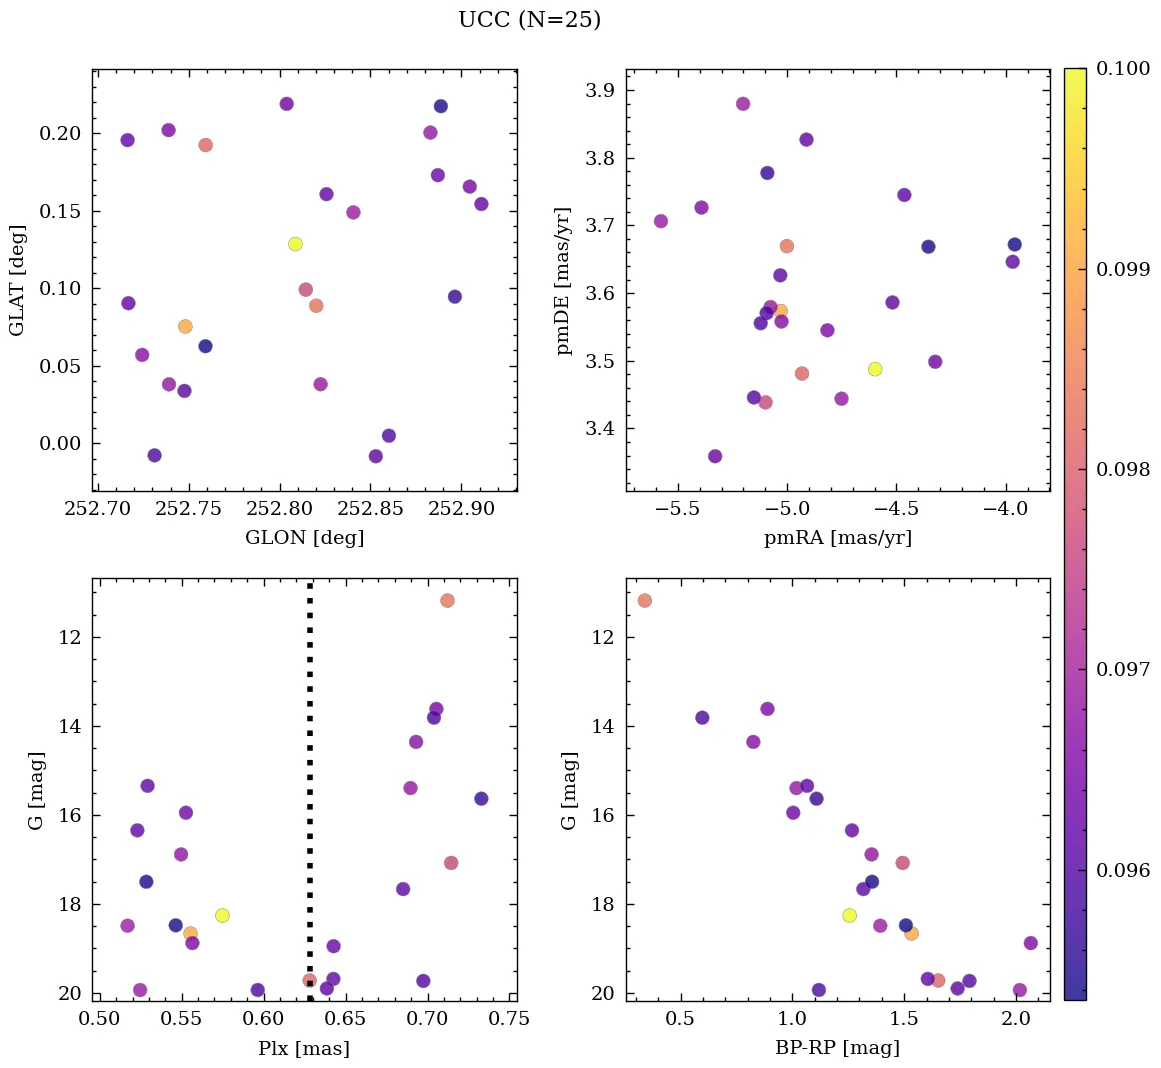 UCC (N=25)
0.20
0.15
0.10
0.05
0.00
GLAT [deg]
252.70 252.75 252.80 252.85 252.90
GLON [deg]
3.9
3.8
3.7
3.6
3.5
3.4
pmDE [mas/yr]
−5.5 −5.0 −4.5 −4.0
pmRA [mas/yr]
0.100
0.099
0.098
0.097
0.096
12
14
16
18
20
G [mag]
0.50 0.55 0.60 0.65 0.70 0.75
Plx [mas]
12
14
16
18
20
G [mag]
0.5 1.0 1.5 2.0
BP-RP [mag]